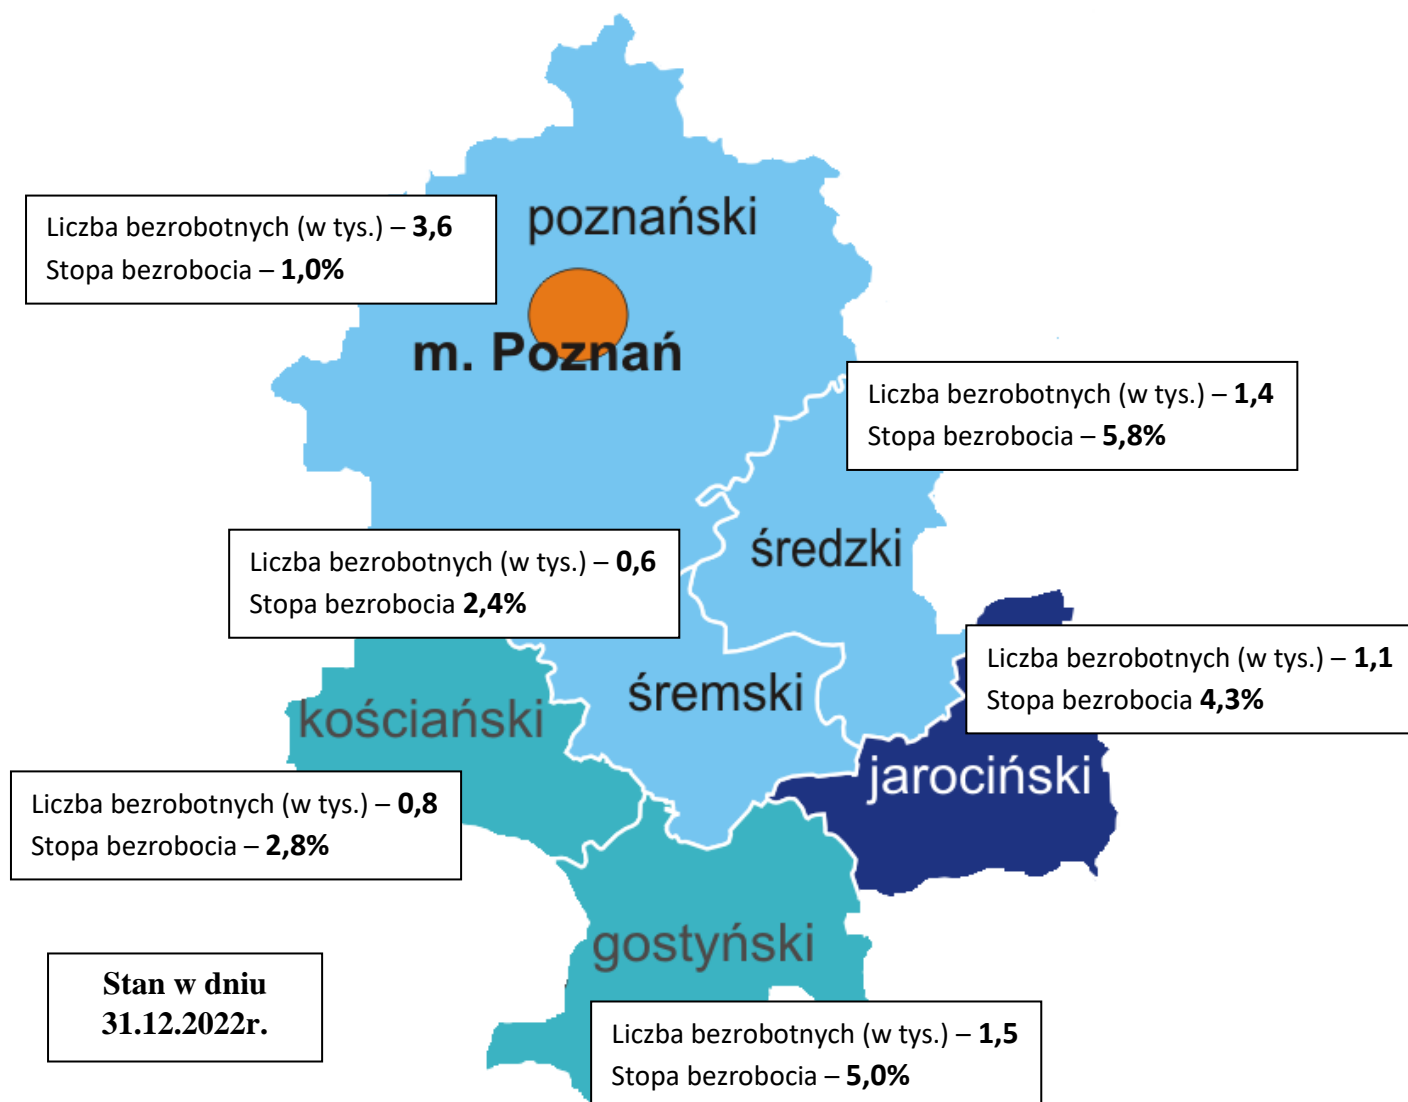 poznański
Liczba bezrobotnych (w tys.) – 3,6
Stopa bezrobocia – 1,0%
m. Poznań
Liczba bezrobotnych (w tys.) – 1,4
Stopa bezrobocia – 5,8%
średzki
Liczba bezrobotnych (w tys.) – 0,6
Stopa bezrobocia 2,4%
Liczba bezrobotnych (w tys.) – 1,1
Stopa bezrobocia 4,3%
śremski
kościański
jarociński
Liczba bezrobotnych (w tys.) – 0,8
Stopa bezrobocia – 2,8%
gostyński
Stan w dniu
31.12.2022r.
Liczba bezrobotnych (w tys.) – 1,5
Stopa bezrobocia – 5,0%